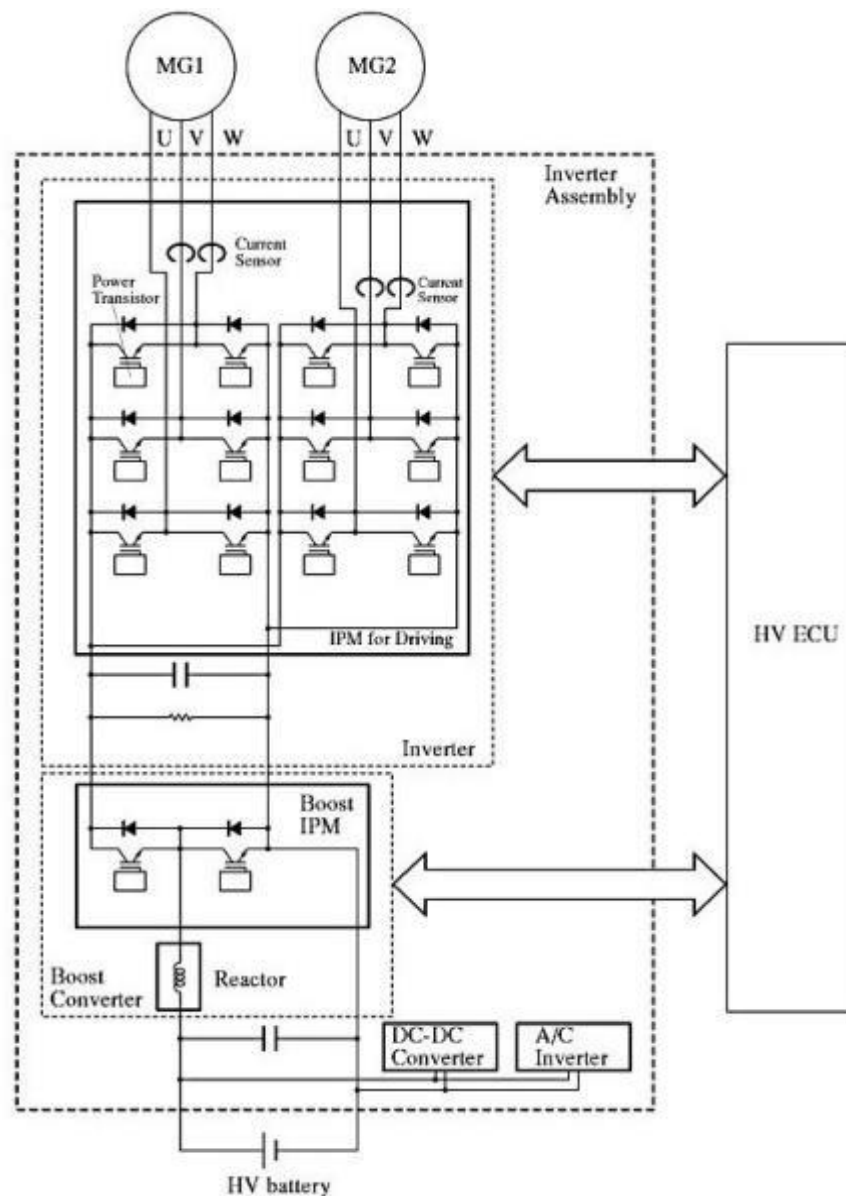 MG1
MG2
U V W
U V W
Inverter
Assembly
Current
Sensor
Power
Transistor
Current
Sensor
IPM for Driving
HV ECU
Inverter
Boost
IPM
Boost
Converter
Reactor
DC-DC
Converter
A/C
Inverter
HV battery